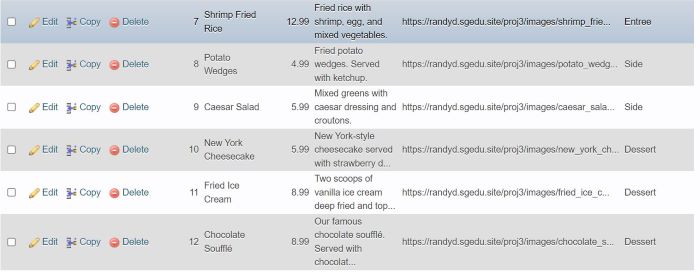 Edit Copy Delete 7 Shrimp Fried Rice 12.99 Fried rice with shrimp, egg, and mixed vegetables. https://randyd.sgedu.site/proj3/images/shrimp_frie... Entree
Edit Copy Delete 8 Potato Wedges 4.99 Fried potato wedges. Served with ketchup. https://randyd.sgedu.site/proj3/images/potato_wedg... Side
Edit Copy Delete 9 Caesar Salad 5.99 Mixed greens with caesar dressing and croutons. https://randyd.sgedu.site/proj3/images/caesar_sala... Side
Edit Copy Delete 10 New York Cheesecake 5.99 New York-style cheesecake served with strawberry d... https://randyd.sgedu.site/proj3/images/new_york_ch... Dessert
Edit Copy Delete 11 Fried Ice Cream 8.99 Two scoops of vanilla ice cream deep fried and top... https://randyd.sgedu.site/proj3/images/fried_ice_c... Dessert
Edit Copy Delete 12 Chocolate Soufflé 8.99 Our famous chocolate soufflé. Served with chocolat... https://randyd.sgedu.site/proj3/images/chocolate_s... Dessert